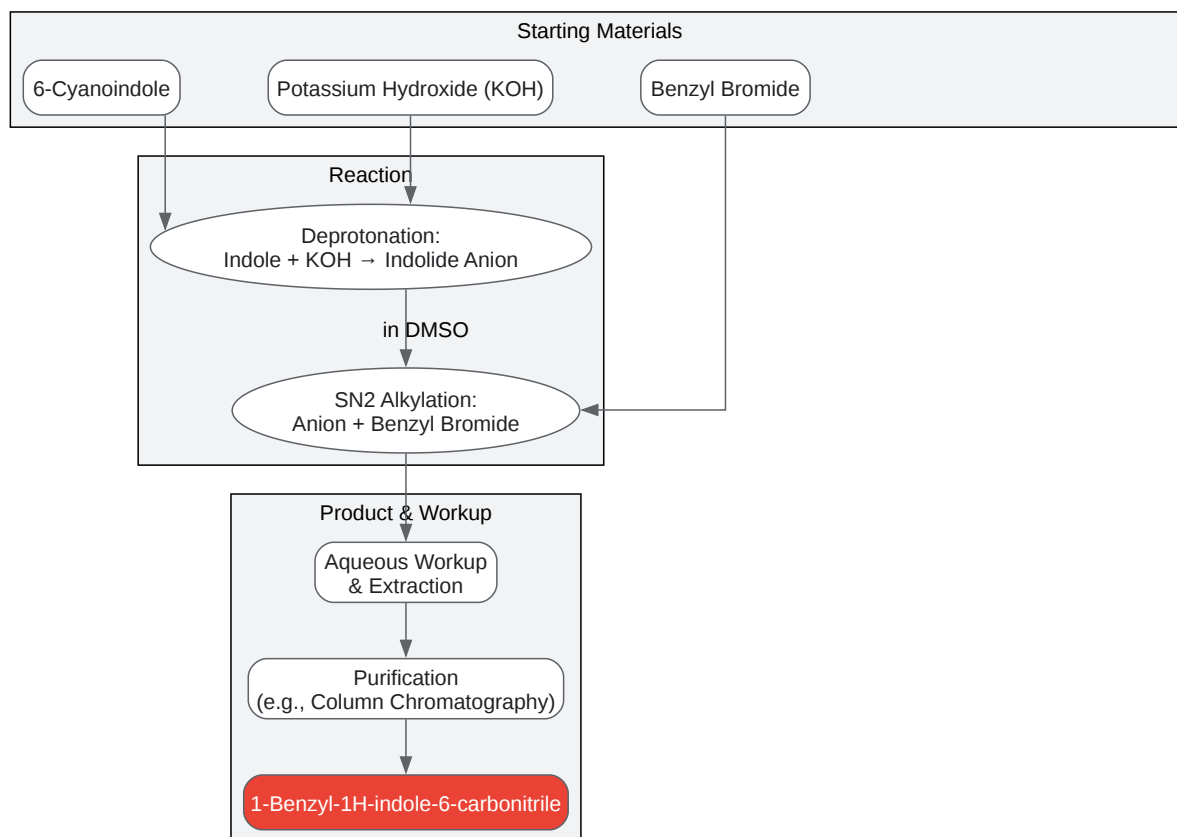 Starting Materials
6-Cyanoindole
Potassium Hydroxide (KOH)
Benzyl Bromide
Reaction
Deprotonation:
Indole + KOH → Indolide Anion
in DMSO
SN2 Alkylation:
Anion + Benzyl Bromide
Product & Workup
Aqueous Workup
& Extraction
Purification
(e.g., Column Chromatography)
1-Benzyl-1H-indole-6-carbonitrile